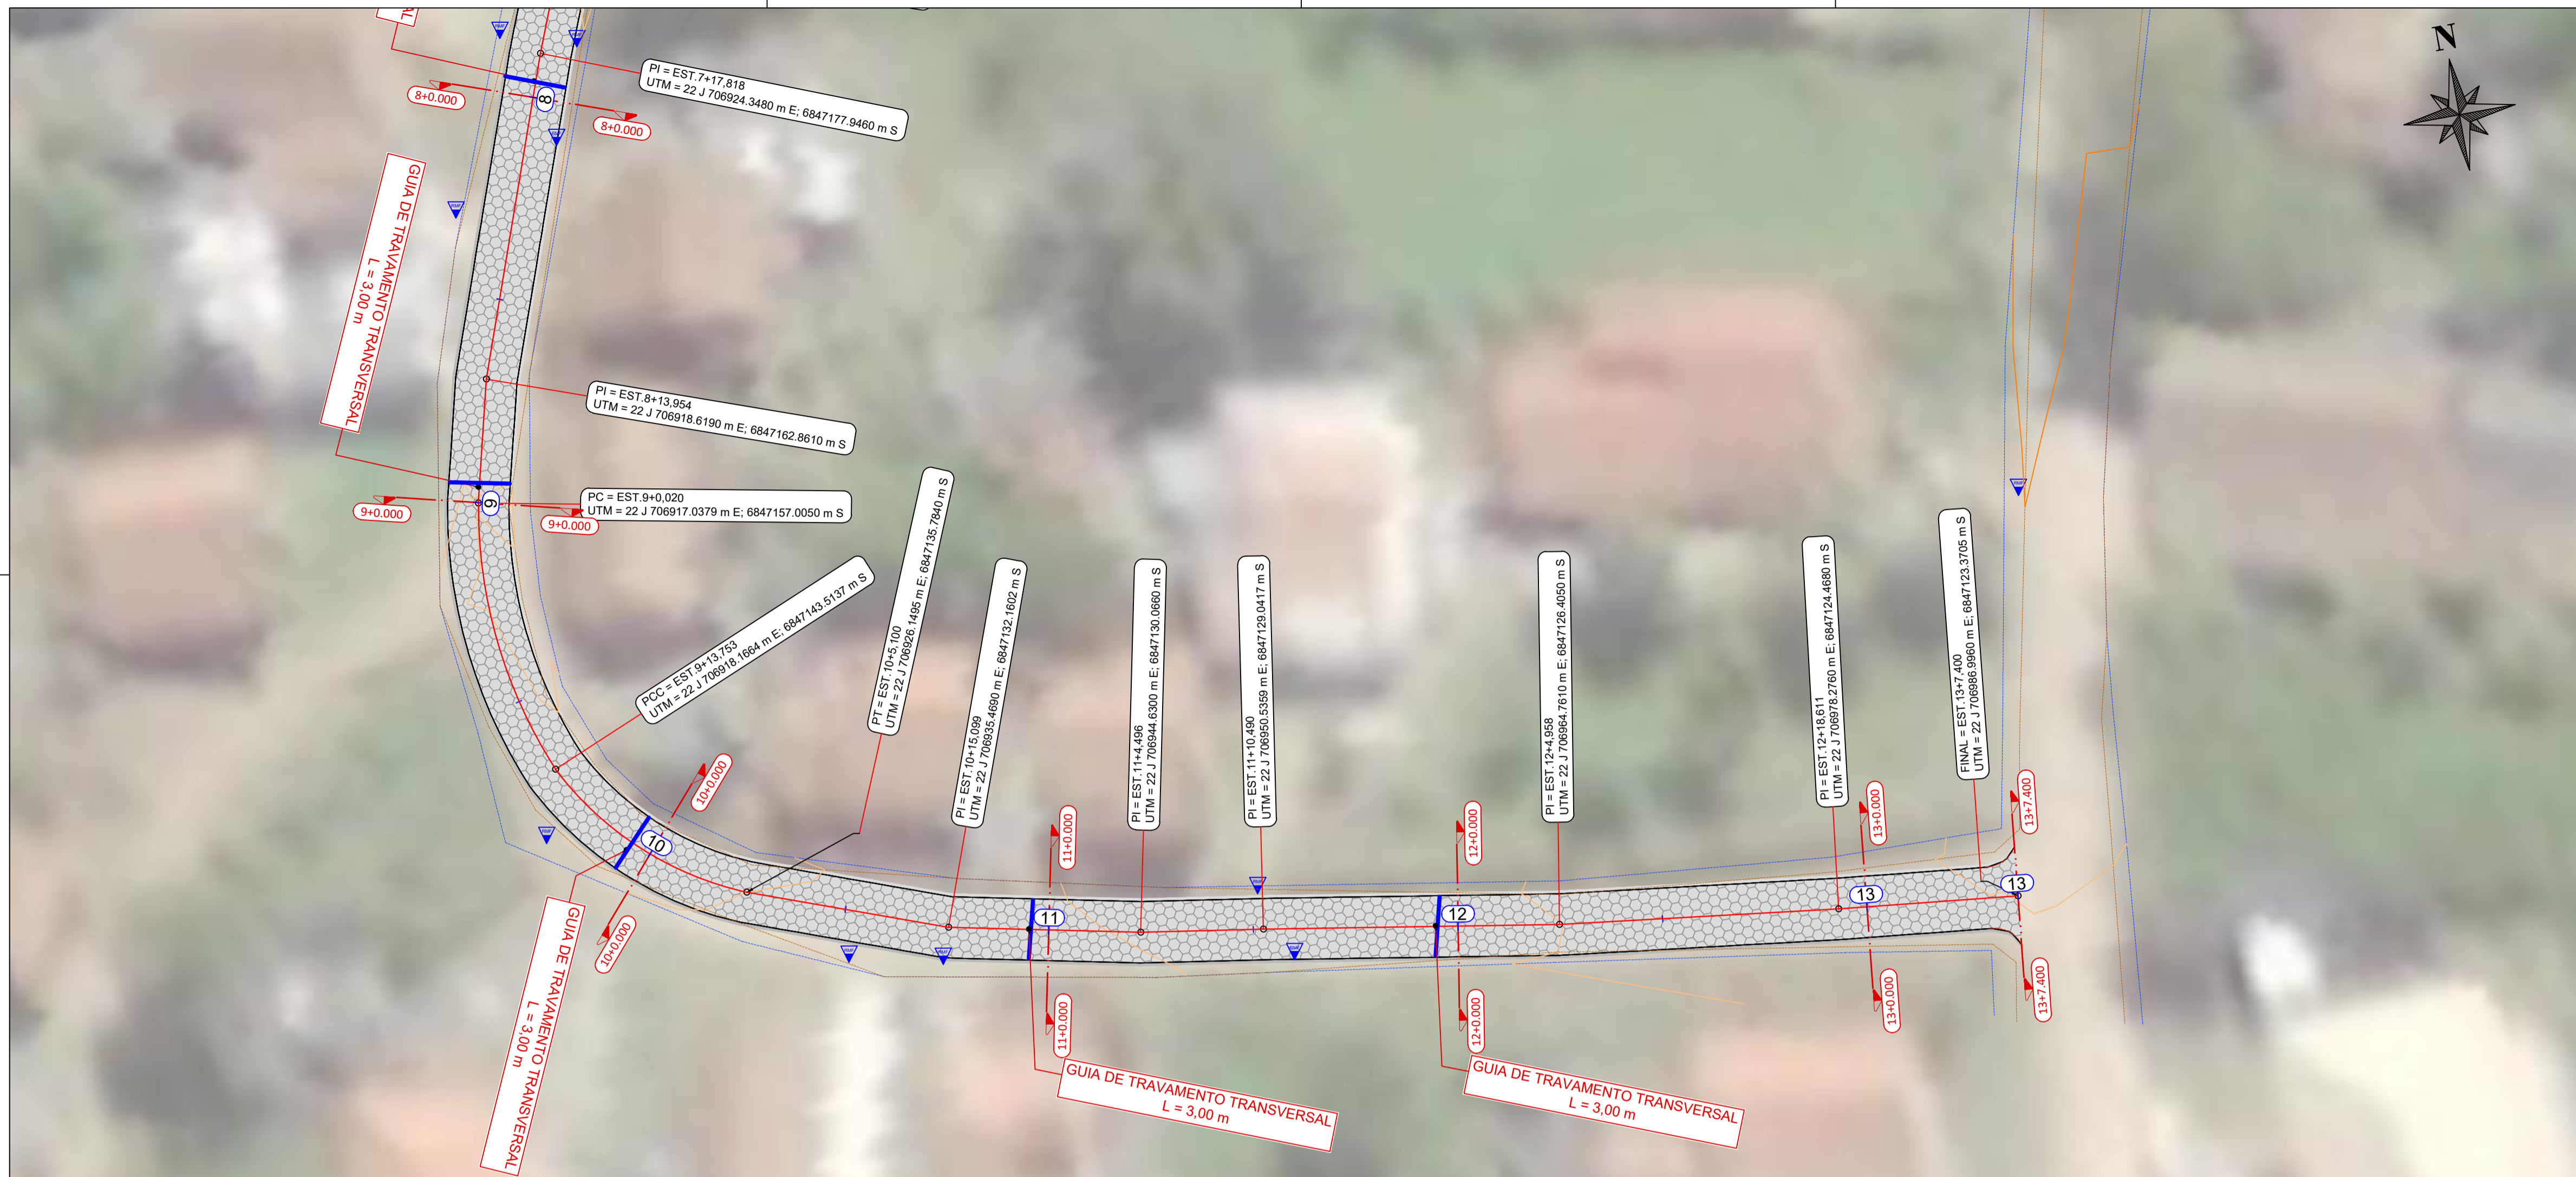 AL
N
PI = EST.7+17,818
UTM = 22 J 706924.3480 m E; 6847177.9460 m S
8+0.000
8
8+0.000
GUIA DE TRAVAMENTO TRANSVERSAL
L = 3,00 m
PI = EST.8+13,954
UTM = 22 J 706918.6190 m E; 6847162.8610 m S
9+0.000
9
9+0.000
PC = EST.9+0,020
UTM = 22 J 706917.0379 m E; 6847157.0050 m S
PCC = EST.9+13,753
UTM = 22 J 706918.1664 m E; 6847143.5137 m S
PT = EST.10+5,100
UTM = 22 J 706926.1495 m E; 6847135.7840 m S
PI = EST.10+15,099
UTM = 22 J 706935.4690 m E; 6847132.1602 m S
PI = EST.11+4,496
UTM = 22 J 706944.6300 m E; 6847130.0660 m S
PI = EST.11+10,490
UTM = 22 J 706950.5359 m E; 6847129.0417 m S
PI = EST.12+4,958
UTM = 22 J 706964.7610 m E; 6847126.4050 m S
PI = EST.12+18,611
UTM = 22 J 706978.2760 m E; 6847124.4680 m S
FINAL = EST.13+7,400
UTM = 22 J 706986.9960 m E; 6847123.3705 m S
10+0.000
10
10+0.000
11+0.000
11
11+0.000
12+0.000
12
12+0.000
13+0.000
13
13+0.000
13+7.400
13
13+7.400
GUIA DE TRAVAMENTO TRANSVERSAL
L = 3,00 m
GUIA DE TRAVAMENTO TRANSVERSAL
L = 3,00 m
GUIA DE TRAVAMENTO TRANSVERSAL
L = 3,00 m